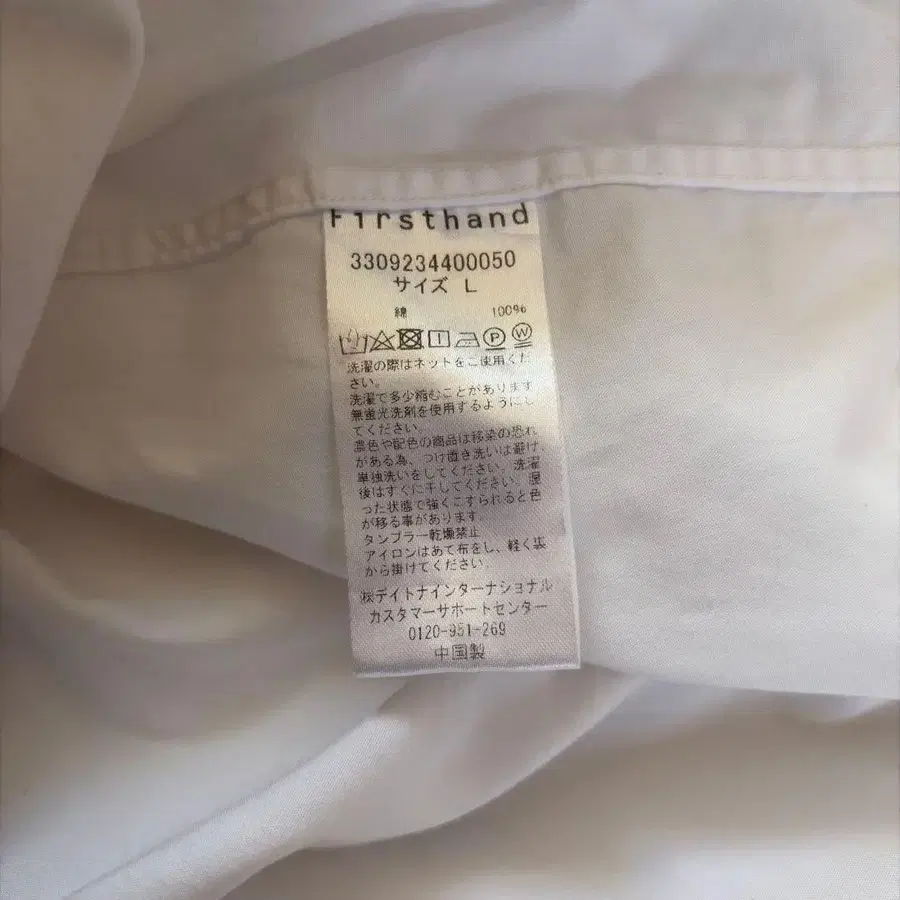 Firsthand
3309234400050
サイズ L
綿 100%
P W
洗濯の際はネットをご使用くだ
さい。
洗濯で多少縮むことがあります
無蛍光洗剤を使用するようにし
てください。
濃色や配色の商品は移染の恐れ
がある為、つけ置き洗いは避け、
単独洗いをしてください。洗濯
後はすぐに干してください。湿
った状態で強くこすられると色
が移る事があります。
タンブラー乾燥禁止
アイロンはあて布をし、軽く裏
から掛けてください。
㈱デイトナインターナショナル
カスタマーサポートセンター
0120-951-269
中国製